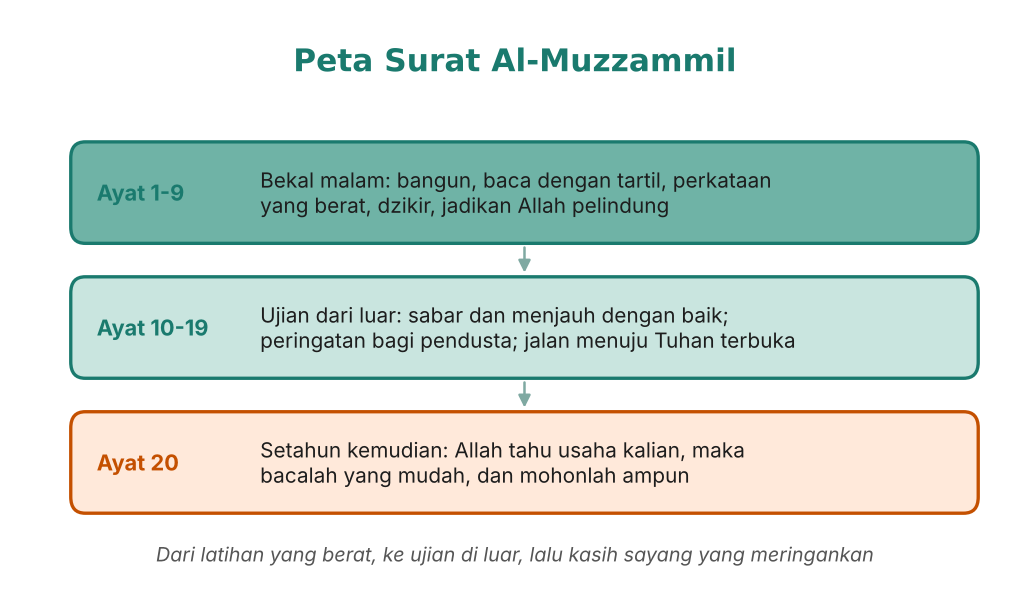 Peta Surat Al-Muzzammil
Ayat 1-9
Bekal malam: bangun, baca dengan tartil, perkataan
yang berat, dzikir, jadikan Allah pelindung
Ayat 10-19
Ujian dari luar: sabar dan menjauh dengan baik;
peringatan bagi pendusta; jalan menuju Tuhan terbuka
Ayat 20
Setahun kemudian: Allah tahu usaha kalian, maka
bacalah yang mudah, dan mohonlah ampun
Dari latihan yang berat, ke ujian di luar, lalu kasih sayang yang meringankan